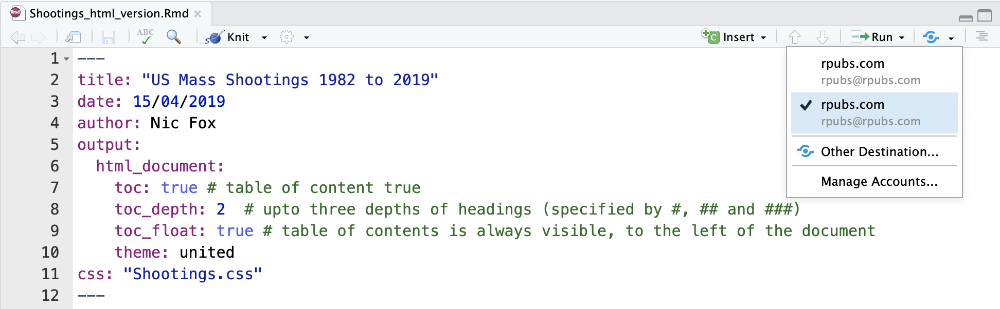 Shootings_html_version.Rmd
ABC Knit Insert Run
1 ---
2 title: "US Mass Shootings 1982 to 2019"
3 date: 15/04/2019
4 author: Nic Fox
5 output:
6 html_document:
7 toc: true # table of content true
8 toc_depth: 2 # upto three depths of headings (specified by #, ## and ###)
9 toc_float: true # table of contents is always visible, to the left of the document
10 theme: united
11 css: "Shootings.css"
12 ---
rpubs.com
rpubs@rpubs.com
rpubs.com
rpubs@rpubs.com
Other Destination...
Manage Accounts...